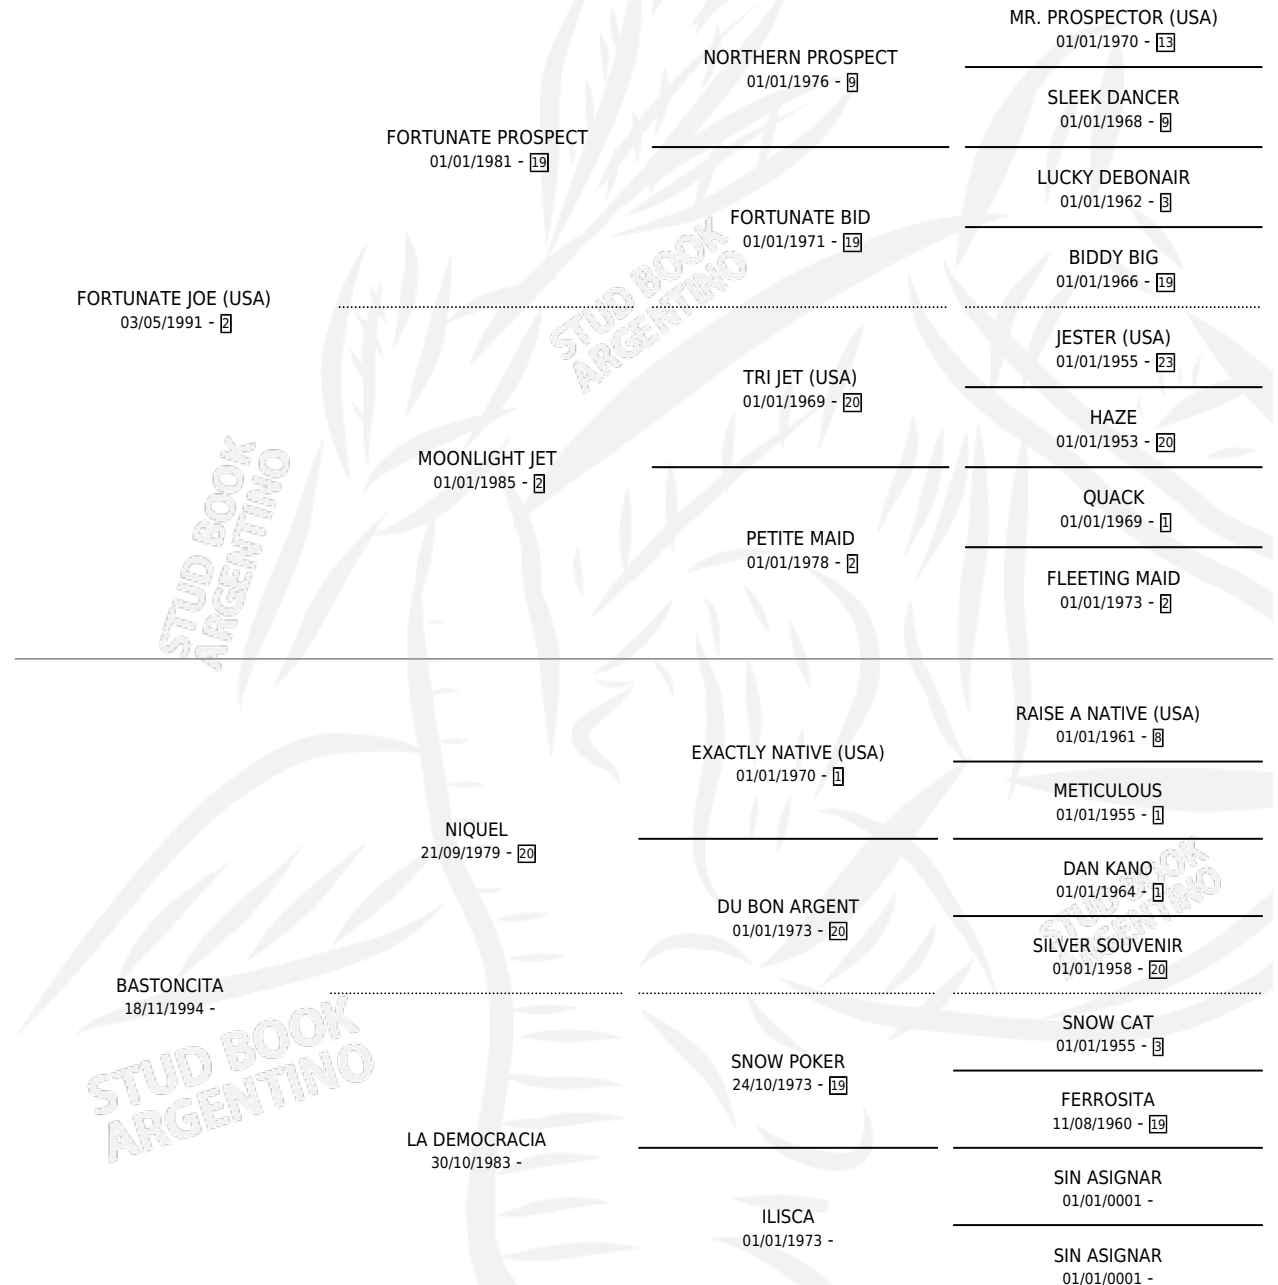 MR. PROSPECTOR (USA)
01/01/1970 - 13
NORTHERN PROSPECT
01/01/1976 - 9
SLEEK DANCER
01/01/1968 - 9
FORTUNATE PROSPECT
01/01/1981 - 19
LUCKY DEBONAIR
01/01/1962 - 3
FORTUNATE BID
01/01/1971 - 19
BIDDY BIG
01/01/1966 - 19
FORTUNATE JOE (USA)
03/05/1991 - 2
JESTER (USA)
01/01/1955 - 23
TRI JET (USA)
01/01/1969 - 20
HAZE
01/01/1953 - 20
MOONLIGHT JET
01/01/1985 - 2
QUACK
01/01/1969 - 1
PETITE MAID
01/01/1978 - 2
FLEETING MAID
01/01/1973 - 2
RAISE A NATIVE (USA)
01/01/1961 - 8
EXACTLY NATIVE (USA)
01/01/1970 - 1
METICULOUS
01/01/1955 - 1
NIQUEL
21/09/1979 - 20
DAN KANO
01/01/1964 - 1
DU BON ARGENT
01/01/1973 - 20
SILVER SOUVENIR
01/01/1958 - 20
BASTONCITA
18/11/1994 -
SNOW CAT
01/01/1955 - 3
SNOW POKER
24/10/1973 - 19
FERROSITA
11/08/1960 - 19
LA DEMOCRACIA
30/10/1983 -
SIN ASIGNAR
01/01/0001 -
ILISCA
01/01/1973 -
SIN ASIGNAR
01/01/0001 -
STUD BOOK
ARGENTINO
STUD BOOK
ARGENTINO
STUD BOOK
ARGENTINO
STUD BOOK
ARGENTINO